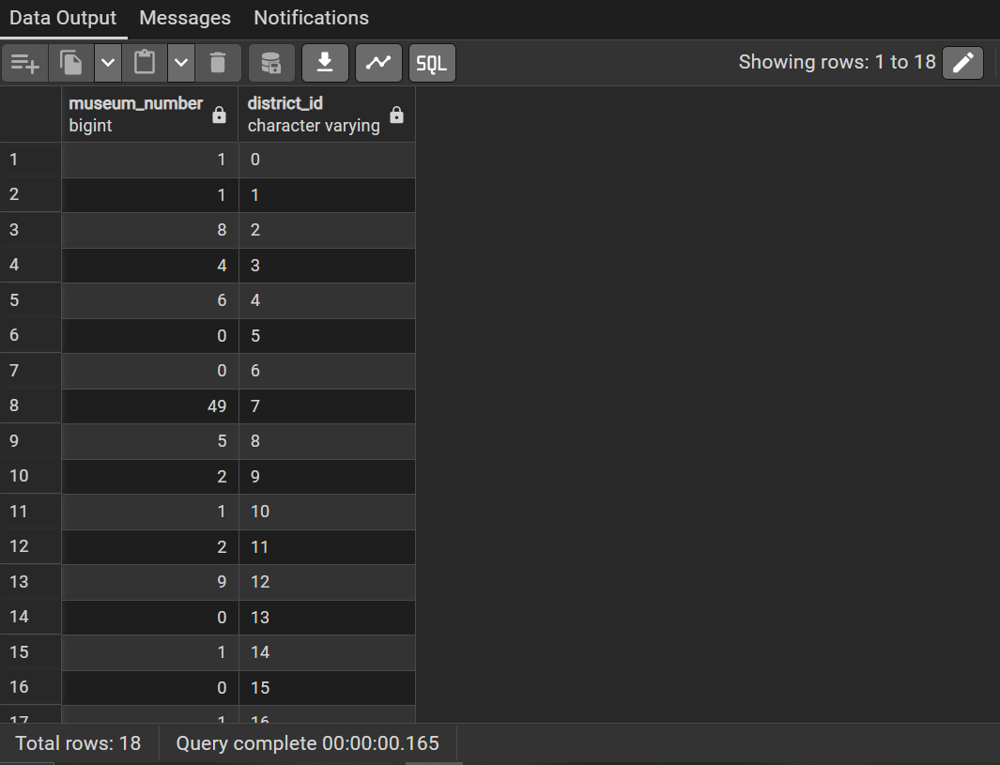 Data Output Messages Notifications
SQL Showing rows: 1 to 18
museum_number district_id
bigint character varying
1 1 0
2 1 1
3 8 2
4 4 3
5 6 4
6 0 5
7 0 6
8 49 7
9 5 8
10 2 9
11 1 10
12 2 11
13 9 12
14 0 13
15 1 14
16 0 15
17 1 16
Total rows: 18 Query complete 00:00:00.165